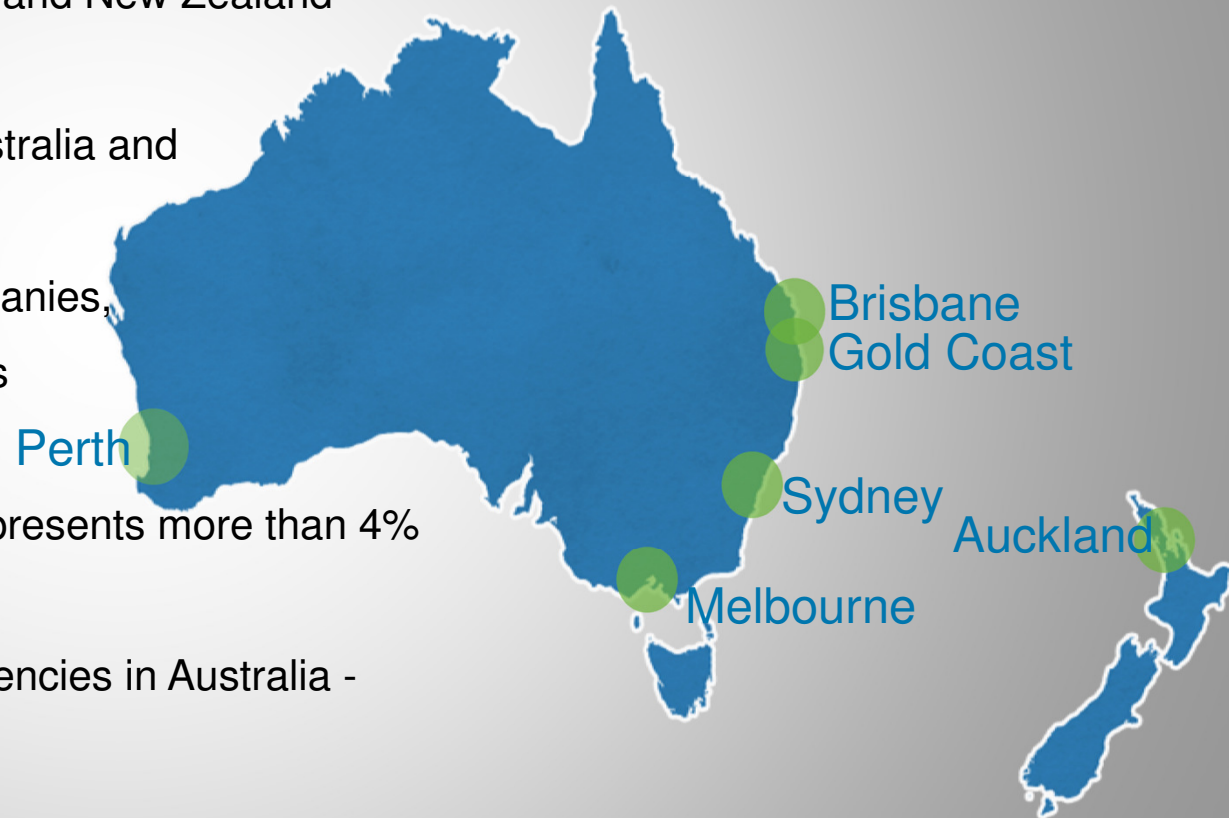 and New Zealand
stralia and
anies,
s
presents more than 4%
encies in Australia -
Brisbane
Gold Coast
Perth
Sydney
Auckland
Melbourne